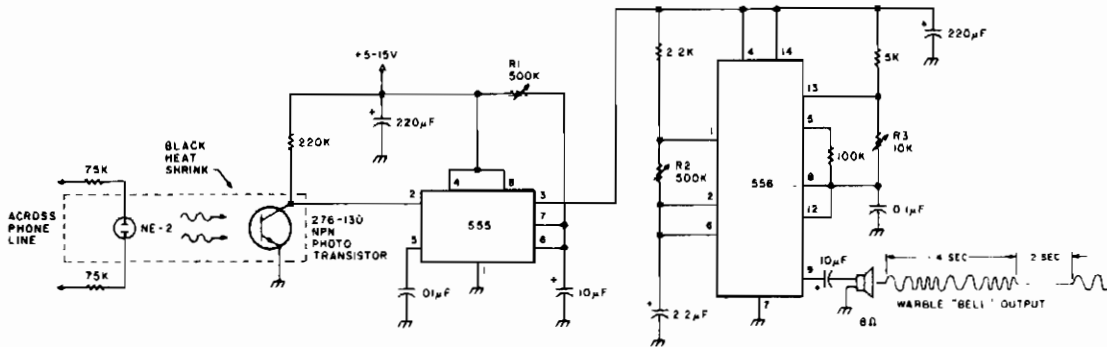 ACROSS
PHONE
LINE
75K
75K
NE-2
BLACK
HEAT
SHRINK
276-130
NPN
PHOTO
TRANSISTOR
220K
+5-15V
+
220µF
R1
500K
4
8
2
3
555
7
6
5
1
.01µF
+
10µF
2.2K
R2
500K
+
2.2µF
4
14
1
2
6
556
13
5
8
12
9
7
100K
5K
R3
10K
0.1µF
+
220µF
10µF
+
8Ω
.4 SEC
2 SEC
WARBLE "BELL" OUTPUT